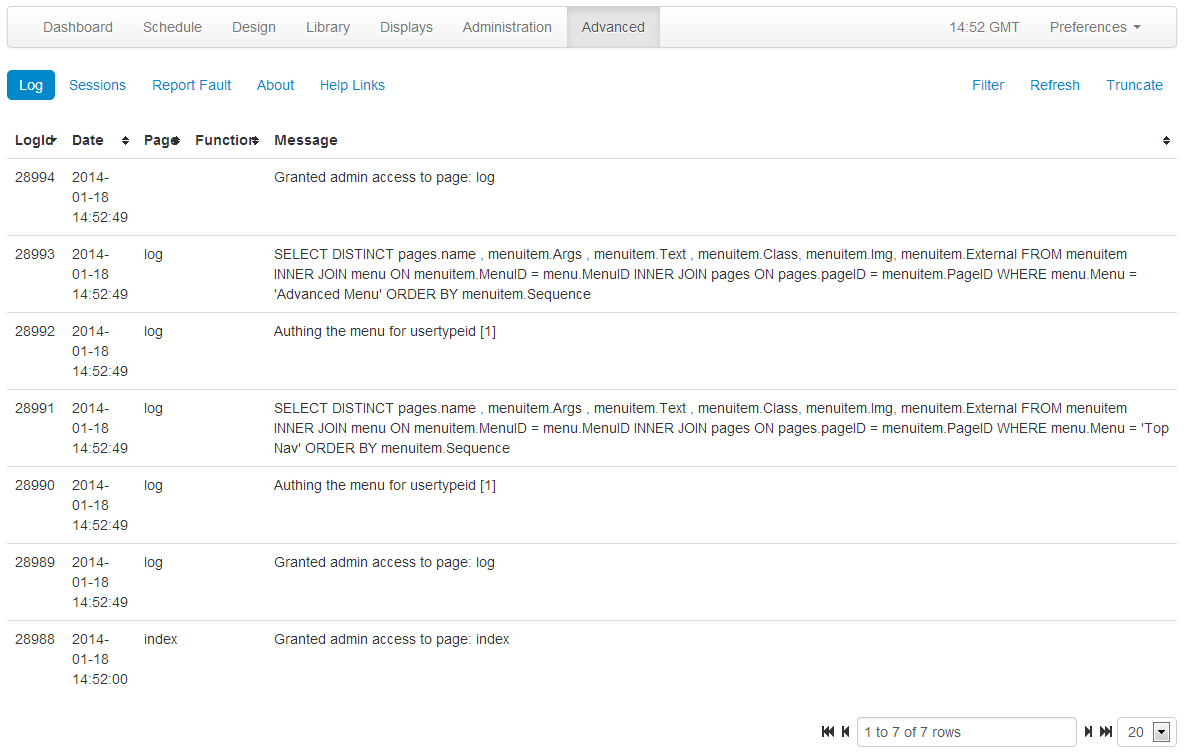 Dashboard Schedule Design Library Displays Administration Advanced 14:52 GMT Preferences
Log Sessions Report Fault About Help Links Filter Refresh Truncate
LogId Date Page Function Message
28994 2014-01-18 14:52:49 Granted admin access to page: log
28993 2014-01-18 14:52:49 log SELECT DISTINCT pages.name , menuitem.Args , menuitem.Text , menuitem.Class, menuitem.Img, menuitem.External FROM menuitem
INNER JOIN menu ON menuitem.MenuID = menu.MenuID INNER JOIN pages ON pages.pageID = menuitem.PageID WHERE menu.Menu =
'Advanced Menu' ORDER BY menuitem.Sequence
28992 2014-01-18 14:52:49 log Authing the menu for usertypeid [1]
28991 2014-01-18 14:52:49 log SELECT DISTINCT pages.name , menuitem.Args , menuitem.Text , menuitem.Class, menuitem.Img, menuitem.External FROM menuitem
INNER JOIN menu ON menuitem.MenuID = menu.MenuID INNER JOIN pages ON pages.pageID = menuitem.PageID WHERE menu.Menu = 'Top
Nav' ORDER BY menuitem.Sequence
28990 2014-01-18 14:52:49 log Authing the menu for usertypeid [1]
28989 2014-01-18 14:52:49 log Granted admin access to page: log
28988 2014-01-18 14:52:00 index Granted admin access to page: index
1 to 7 of 7 rows 20